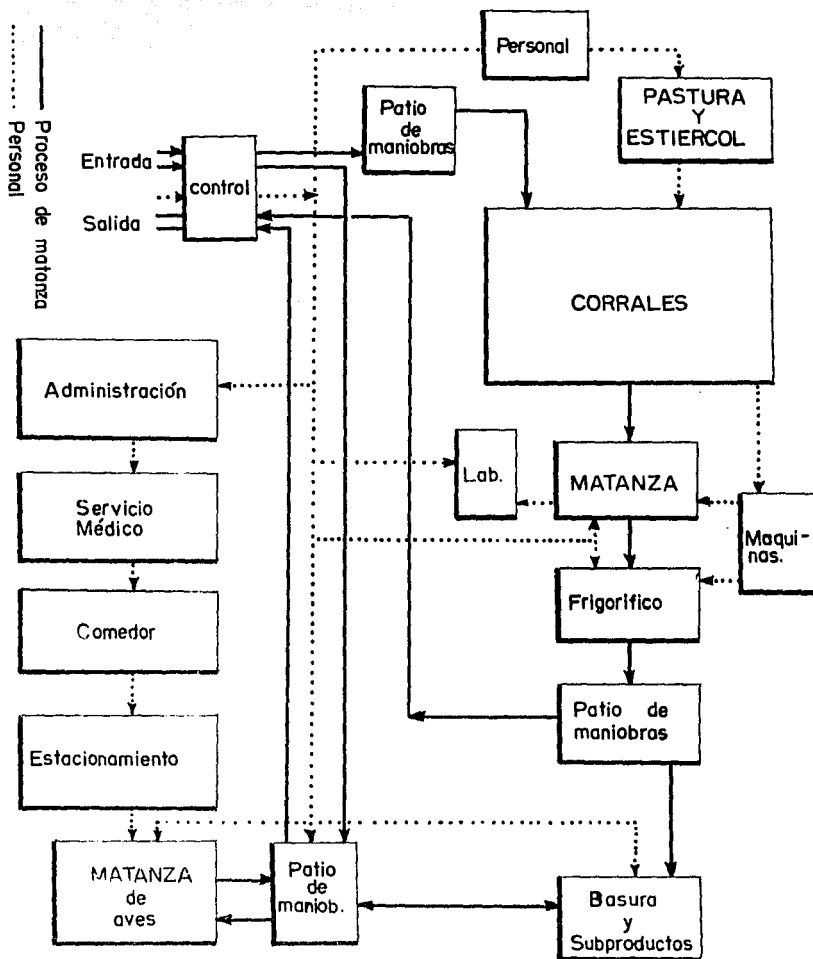 Personal
PASTURA
Y
ESTIERCOL
Patio
de
maniobras
Proceso de matanza
Personal
Entrada
control
Salida
CORRALES
Administración
Lab.
MATANZA
Servicio
Médico
Maqui-
nas.
Frigorífico
Comedor
Patio de
maniobras
Estacionamiento
MATANZA
de
aves
Patio
de
maniob.
Basura
y
Subproductos